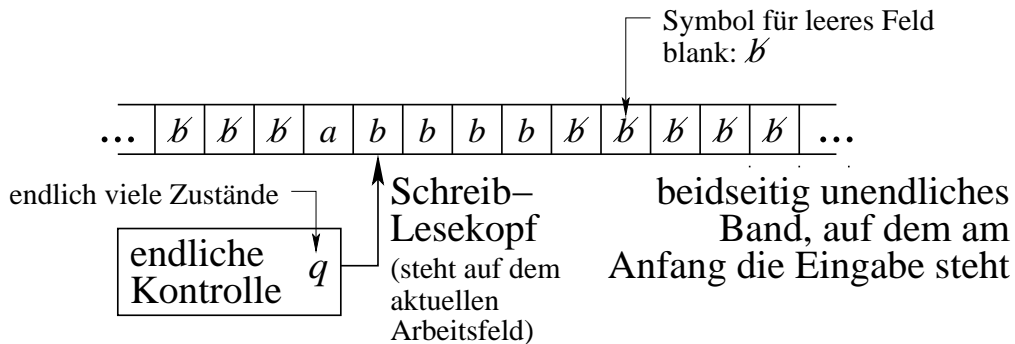 Symbol für leeres Feld
blank: b̸
... b̸ b̸ b̸ a b b b b b̸ b̸ b̸ b̸ b̸ ...
endlich viele Zustände
endliche
Kontrolle
q
Schreib–
Lesekopf
(steht auf dem
aktuellen
Arbeitsfeld)
beidseitig unendliches
Band, auf dem am
Anfang die Eingabe steht